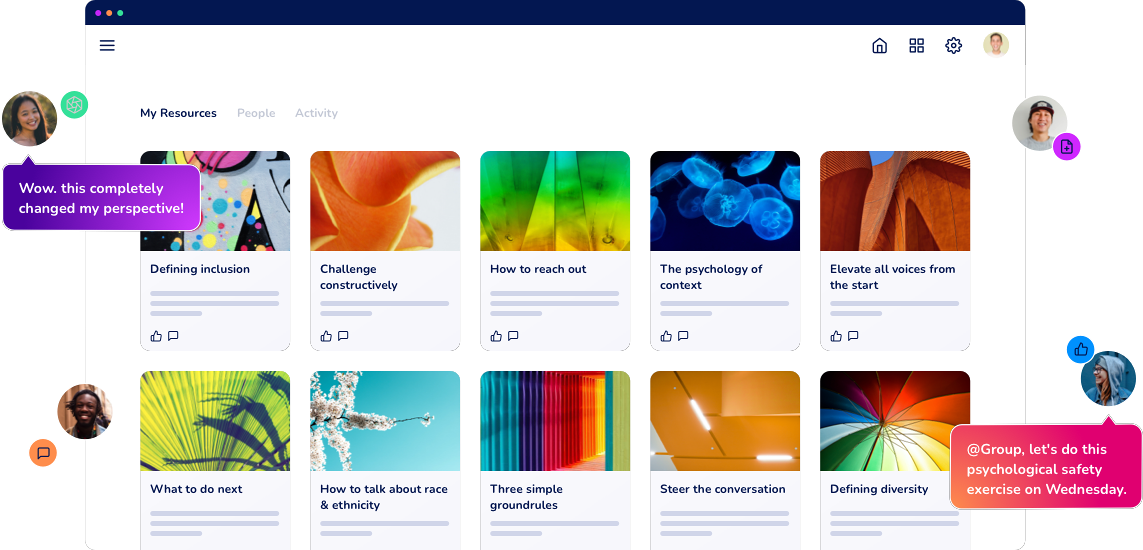 My Resources People Activity
Wow. this completely
changed my perspective!
Defining inclusion
Challenge
constructively
How to reach out
The psychology of
context
Elevate all voices from
the start
What to do next
How to talk about race
& ethnicity
Three simple
groundrules
Steer the conversation
Defining diversity
@Group, let's do this
psychological safety
exercise on Wednesday.